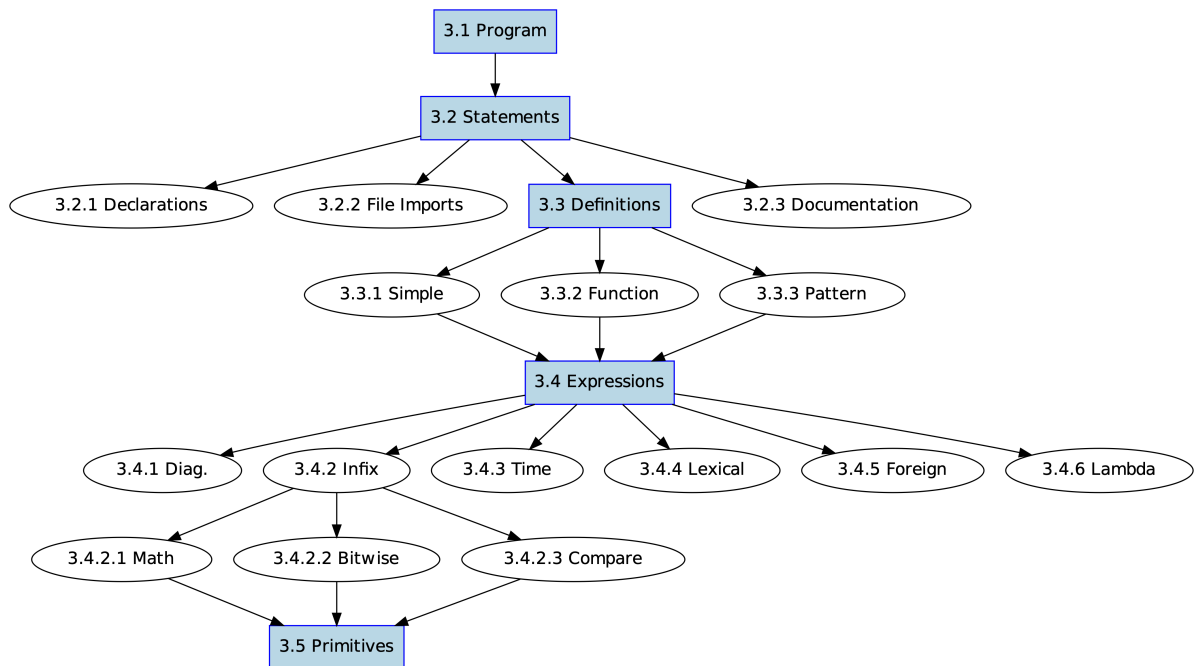 3.1 Program
3.2 Statements
3.2.1 Declarations
3.2.2 File Imports
3.3 Definitions
3.2.3 Documentation
3.3.1 Simple
3.3.2 Function
3.3.3 Pattern
3.4 Expressions
3.4.1 Diag.
3.4.2 Infix
3.4.3 Time
3.4.4 Lexical
3.4.5 Foreign
3.4.6 Lambda
3.4.2.1 Math
3.4.2.2 Bitwise
3.4.2.3 Compare
3.5 Primitives